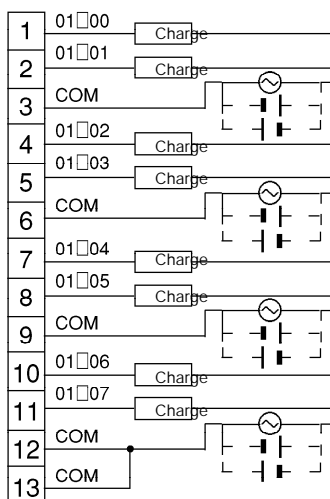 1 01□00 Charge
2 01□01 Charge
3 COM
4 01□02 Charge
5 01□03 Charge
6 COM
7 01□04 Charge
8 01□05 Charge
9 COM
10 01□06 Charge
11 01□07 Charge
12 COM
13 COM